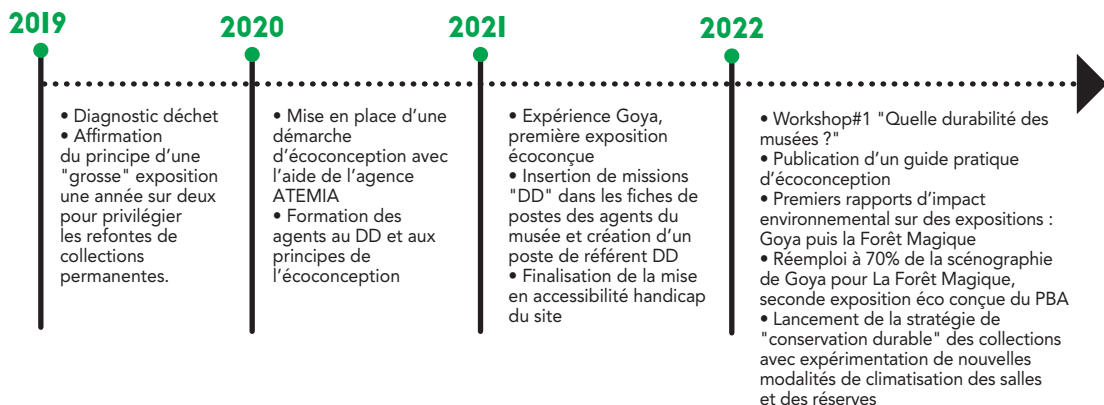 2019
• Diagnostic déchet
• Affirmation
du principe d'une
"grosse" exposition
une année sur deux
pour privilégier
les refontes de
collections
permanentes.
2020
• Mise en place d'une
démarche
d'écoconception avec
l'aide de l'agence
ATEMIA
• Formation des
agents au DD et aux
principes de
l'écoconception
2021
• Expérience Goya,
première exposition
écoconçue
• Insertion de missions
"DD" dans les fiches de
postes des agents du
musée et création d'un
poste de référent DD
• Finalisation de la mise
en accessibilité handicap
du site
2022
• Workshop#1 "Quelle durabilité des
musées ?"
• Publication d'un guide pratique
d'écoconception
• Premiers rapports d'impact
environnemental sur des expositions :
Goya puis la Forêt Magique
• Réemploi à 70% de la scénographie
de Goya pour La Forêt Magique,
seconde exposition éco conçue du PBA
• Lancement de la stratégie de
"conservation durable" des collections
avec expérimentation de nouvelles
modalités de climatisation des salles
et des réserves